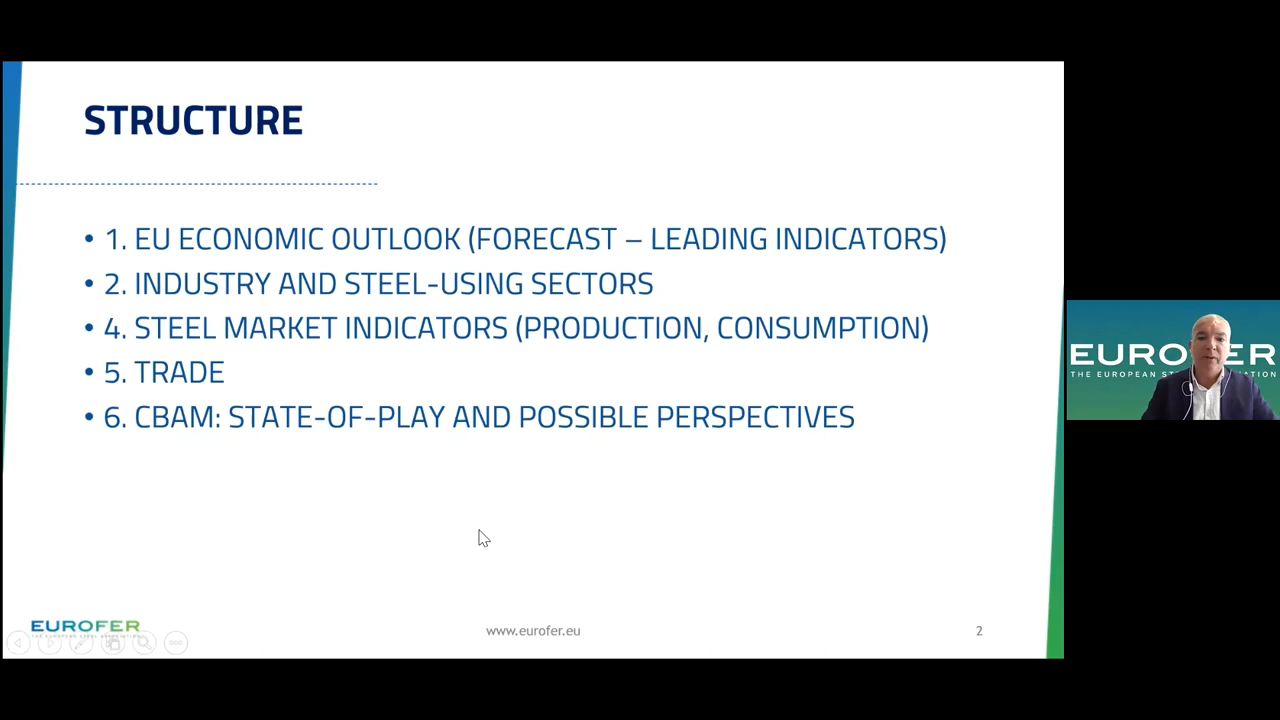 STRUCTURE
• 1. EU ECONOMIC OUTLOOK (FORECAST – LEADING INDICATORS)
• 2. INDUSTRY AND STEEL-USING SECTORS
• 4. STEEL MARKET INDICATORS (PRODUCTION, CONSUMPTION)
• 5. TRADE
• 6. CBAM: STATE-OF-PLAY AND POSSIBLE PERSPECTIVES
EUROFER
www.eurofer.eu
2
EUROFER
THE EUROPEAN